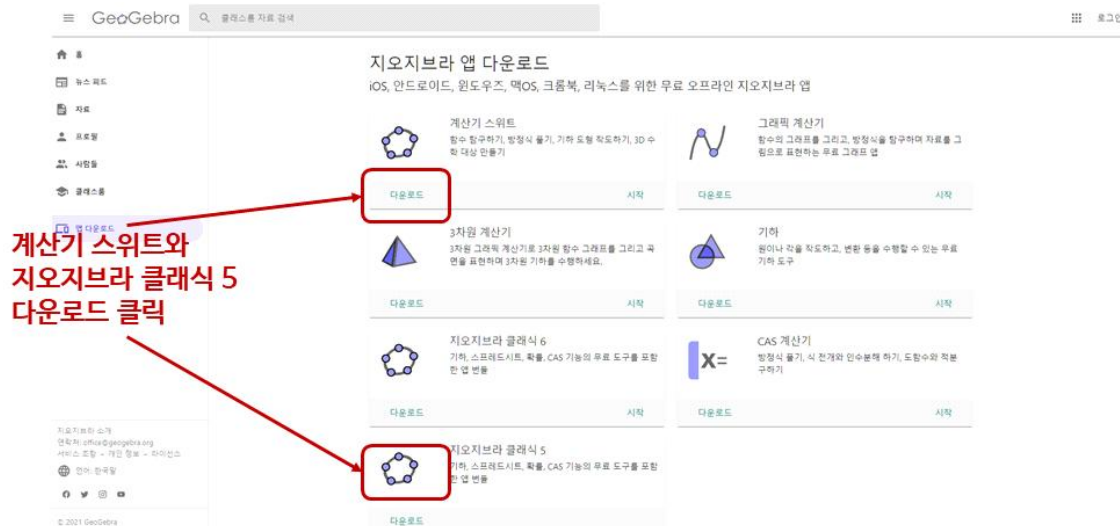 GeoGebra
클래스룸 자료 검색
홈
뉴스 피드
자료
프로필
사람들
클래스룸
앱 다운로드
지오지브라 앱 다운로드
iOS, 안드로이드, 윈도우즈, 맥OS, 크롬북, 리눅스를 위한 무료 오프라인 지오지브라 앱
계산기 스위트
함수 탐구하기, 방정식 풀기, 기하 도형 작도하기, 3D 수
학 대상 만들기
다운로드
시작
그래픽 계산기
함수의 그래프를 그리고, 방정식을 탐구하며 자료를 그
림으로 표현하는 무료 그래프 앱
다운로드
시작
3차원 계산기
3차원 그래픽 계산기로 3차원 함수 그래프를 그리고 곡
면을 표현하며 3차원 기하를 수행하세요.
다운로드
시작
기하
원이나 각을 작도하고, 변환 등을 수행할 수 있는 무료
기하 도구
다운로드
시작
지오지브라 클래식 6
기하, 스프레드시트, 확률, CAS 기능의 무료 도구를 포함
한 앱 번들
다운로드
시작
X=
CAS 계산기
방정식 풀기, 식 전개와 인수분해 하기, 도함수와 적분
구하기
다운로드
시작
지오지브라 클래식 5
기하, 스프레드시트, 확률, CAS 기능의 무료 도구를 포함
한 앱 번들
다운로드
계산기 스위트와
지오지브라 클래식 5
다운로드 클릭
지오지브라 소개
연락처: office@geogebra.org
서비스 조항 – 개인 정보 – 라이선스
언어: 한국말
© 2021 GeoGebra